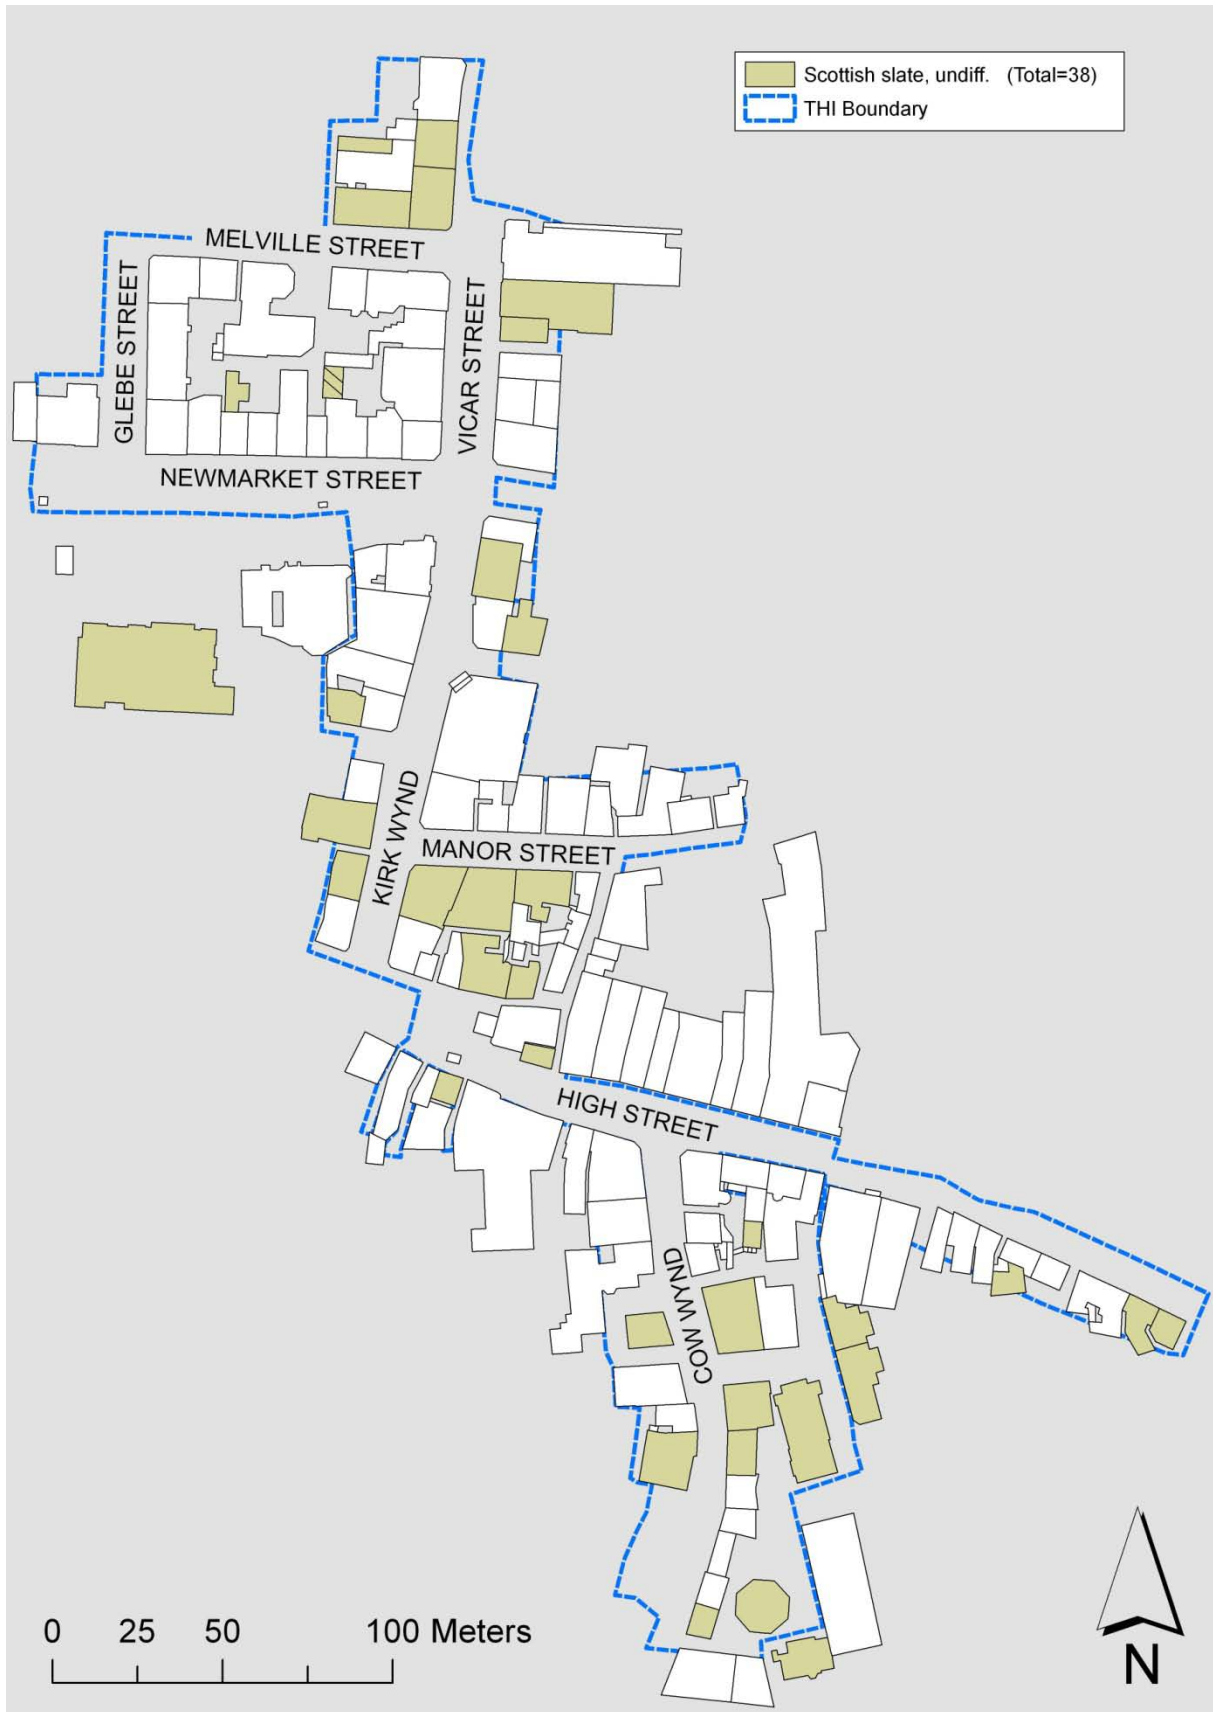 Scottish slate, undiff. (Total=38)
THI Boundary
MELVILLE STREET
GLEBE STREET
VICAR STREET
NEWMARKET STREET
KIRK WYND
MANOR STREET
HIGH STREET
COW WYND
0 25 50 100 Meters
N